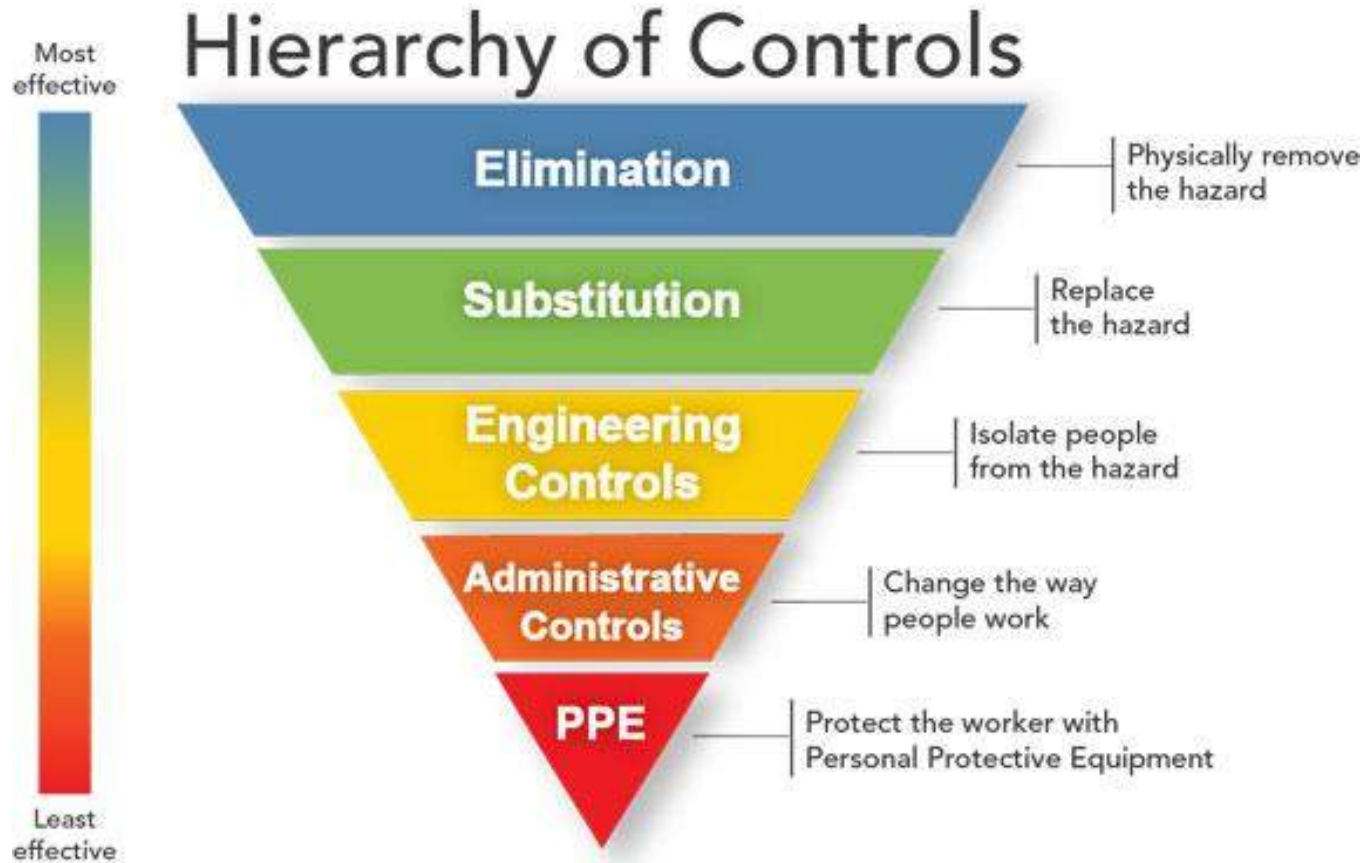 Hierarchy of Controls
Most
effective
Elimination
Physically remove
the hazard
Substitution
Replace
the hazard
Engineering
Controls
Isolate people
from the hazard
Administrative
Controls
Change the way
people work
PPE
Protect the worker with
Personal Protective Equipment
Least
effective